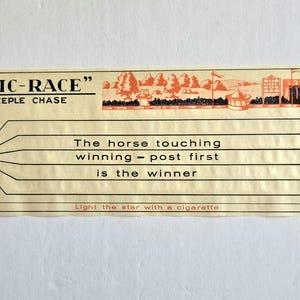 IC-RACE”
EPLE CHASE
The horse touching
winning – post first
is the winner
Light the star with a cigarette